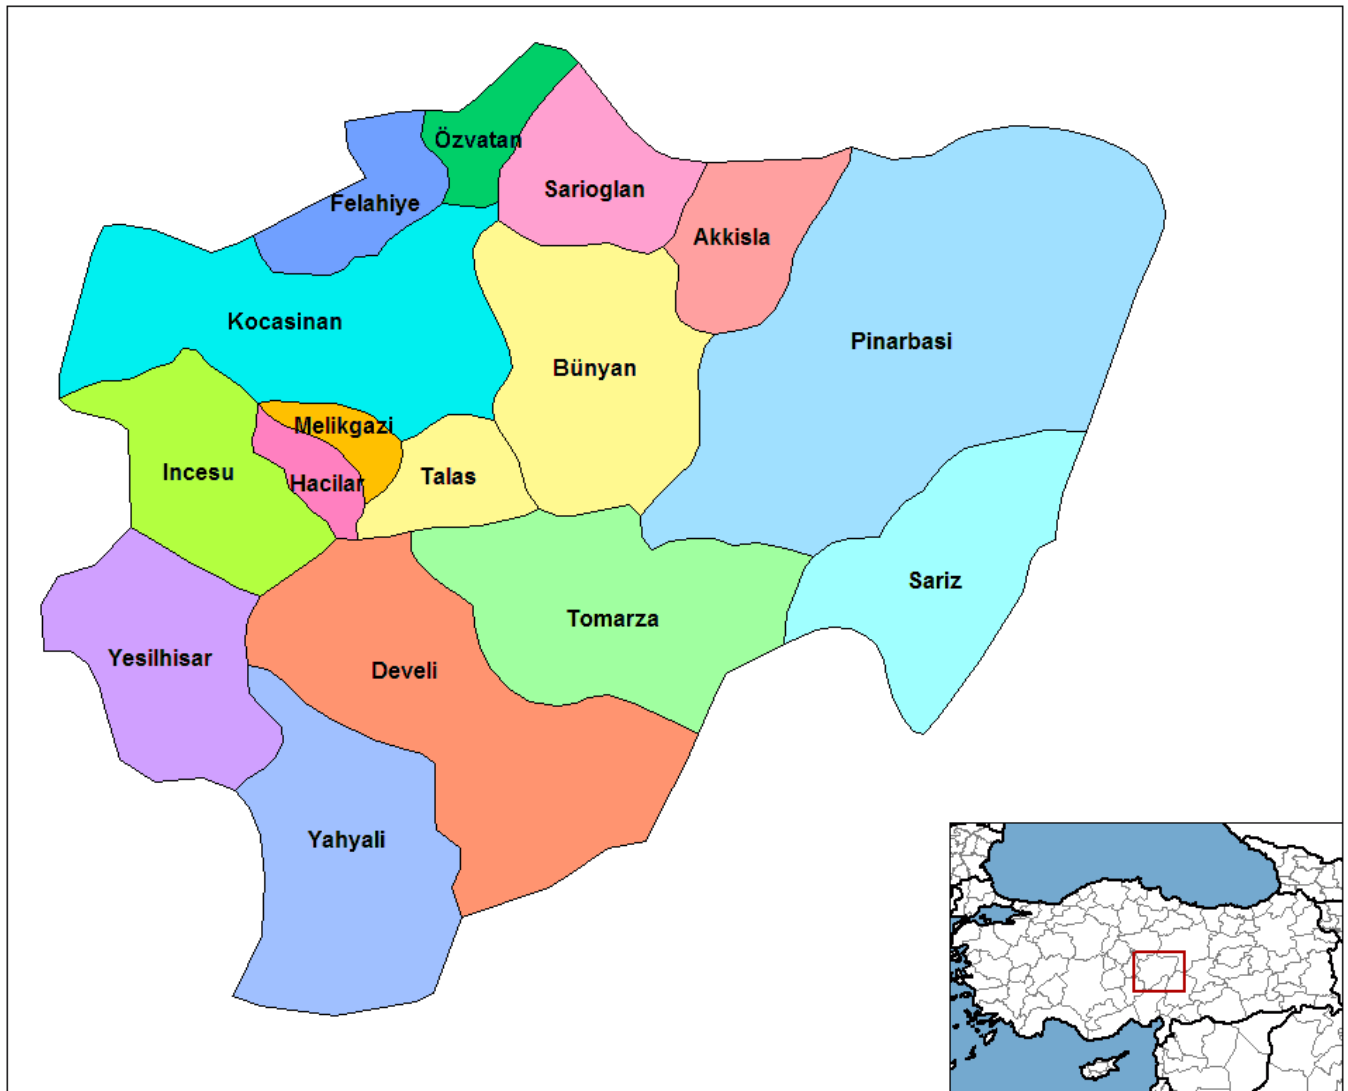 Özvatan
Sarioglan
Felahiye
Akkisla
Kocasinan
Pinarbasi
Bünyan
Melikgazi
Incesu
Hacilar
Talas
Sariz
Tomarza
Yesilhisar
Develi
Yahyali